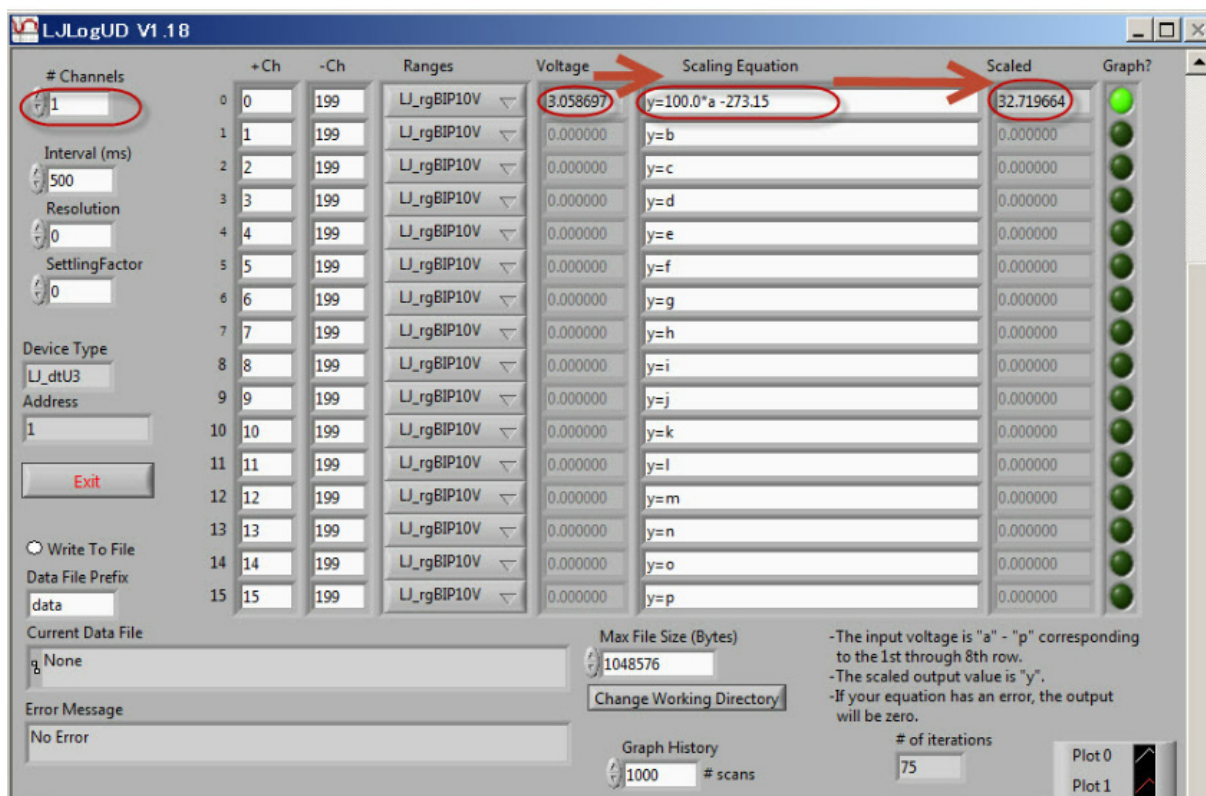 LJLogUD V1.18
# Channels
1
Interval (ms)
500
Resolution
0
SettlingFactor
0
Device Type
LJ_dtU3
Address
1
Exit
Write To File
Data File Prefix
data
+Ch -Ch Ranges Voltage Scaling Equation Scaled Graph?
0 0 199 LJ_rgBIP10V 3.058697 y=100.0*a -273.15 32.719664
1 1 199 LJ_rgBIP10V 0.000000 y=b 0.000000
2 2 199 LJ_rgBIP10V 0.000000 y=c 0.000000
3 3 199 LJ_rgBIP10V 0.000000 y=d 0.000000
4 4 199 LJ_rgBIP10V 0.000000 y=e 0.000000
5 5 199 LJ_rgBIP10V 0.000000 y=f 0.000000
6 6 199 LJ_rgBIP10V 0.000000 y=g 0.000000
7 7 199 LJ_rgBIP10V 0.000000 y=h 0.000000
8 8 199 LJ_rgBIP10V 0.000000 y=i 0.000000
9 9 199 LJ_rgBIP10V 0.000000 y=j 0.000000
10 10 199 LJ_rgBIP10V 0.000000 y=k 0.000000
11 11 199 LJ_rgBIP10V 0.000000 y=l 0.000000
12 12 199 LJ_rgBIP10V 0.000000 y=m 0.000000
13 13 199 LJ_rgBIP10V 0.000000 y=n 0.000000
14 14 199 LJ_rgBIP10V 0.000000 y=o 0.000000
15 15 199 LJ_rgBIP10V 0.000000 y=p 0.000000
Current Data File
None
Error Message
No Error
Max File Size (Bytes)
1048576
Change Working Directory
Graph History
1000 # scans
-The input voltage is "a" - "p" corresponding
to the 1st through 8th row.
-The scaled output value is "y".
-If your equation has an error, the output
will be zero.
# of iterations
75
Plot 0
Plot 1